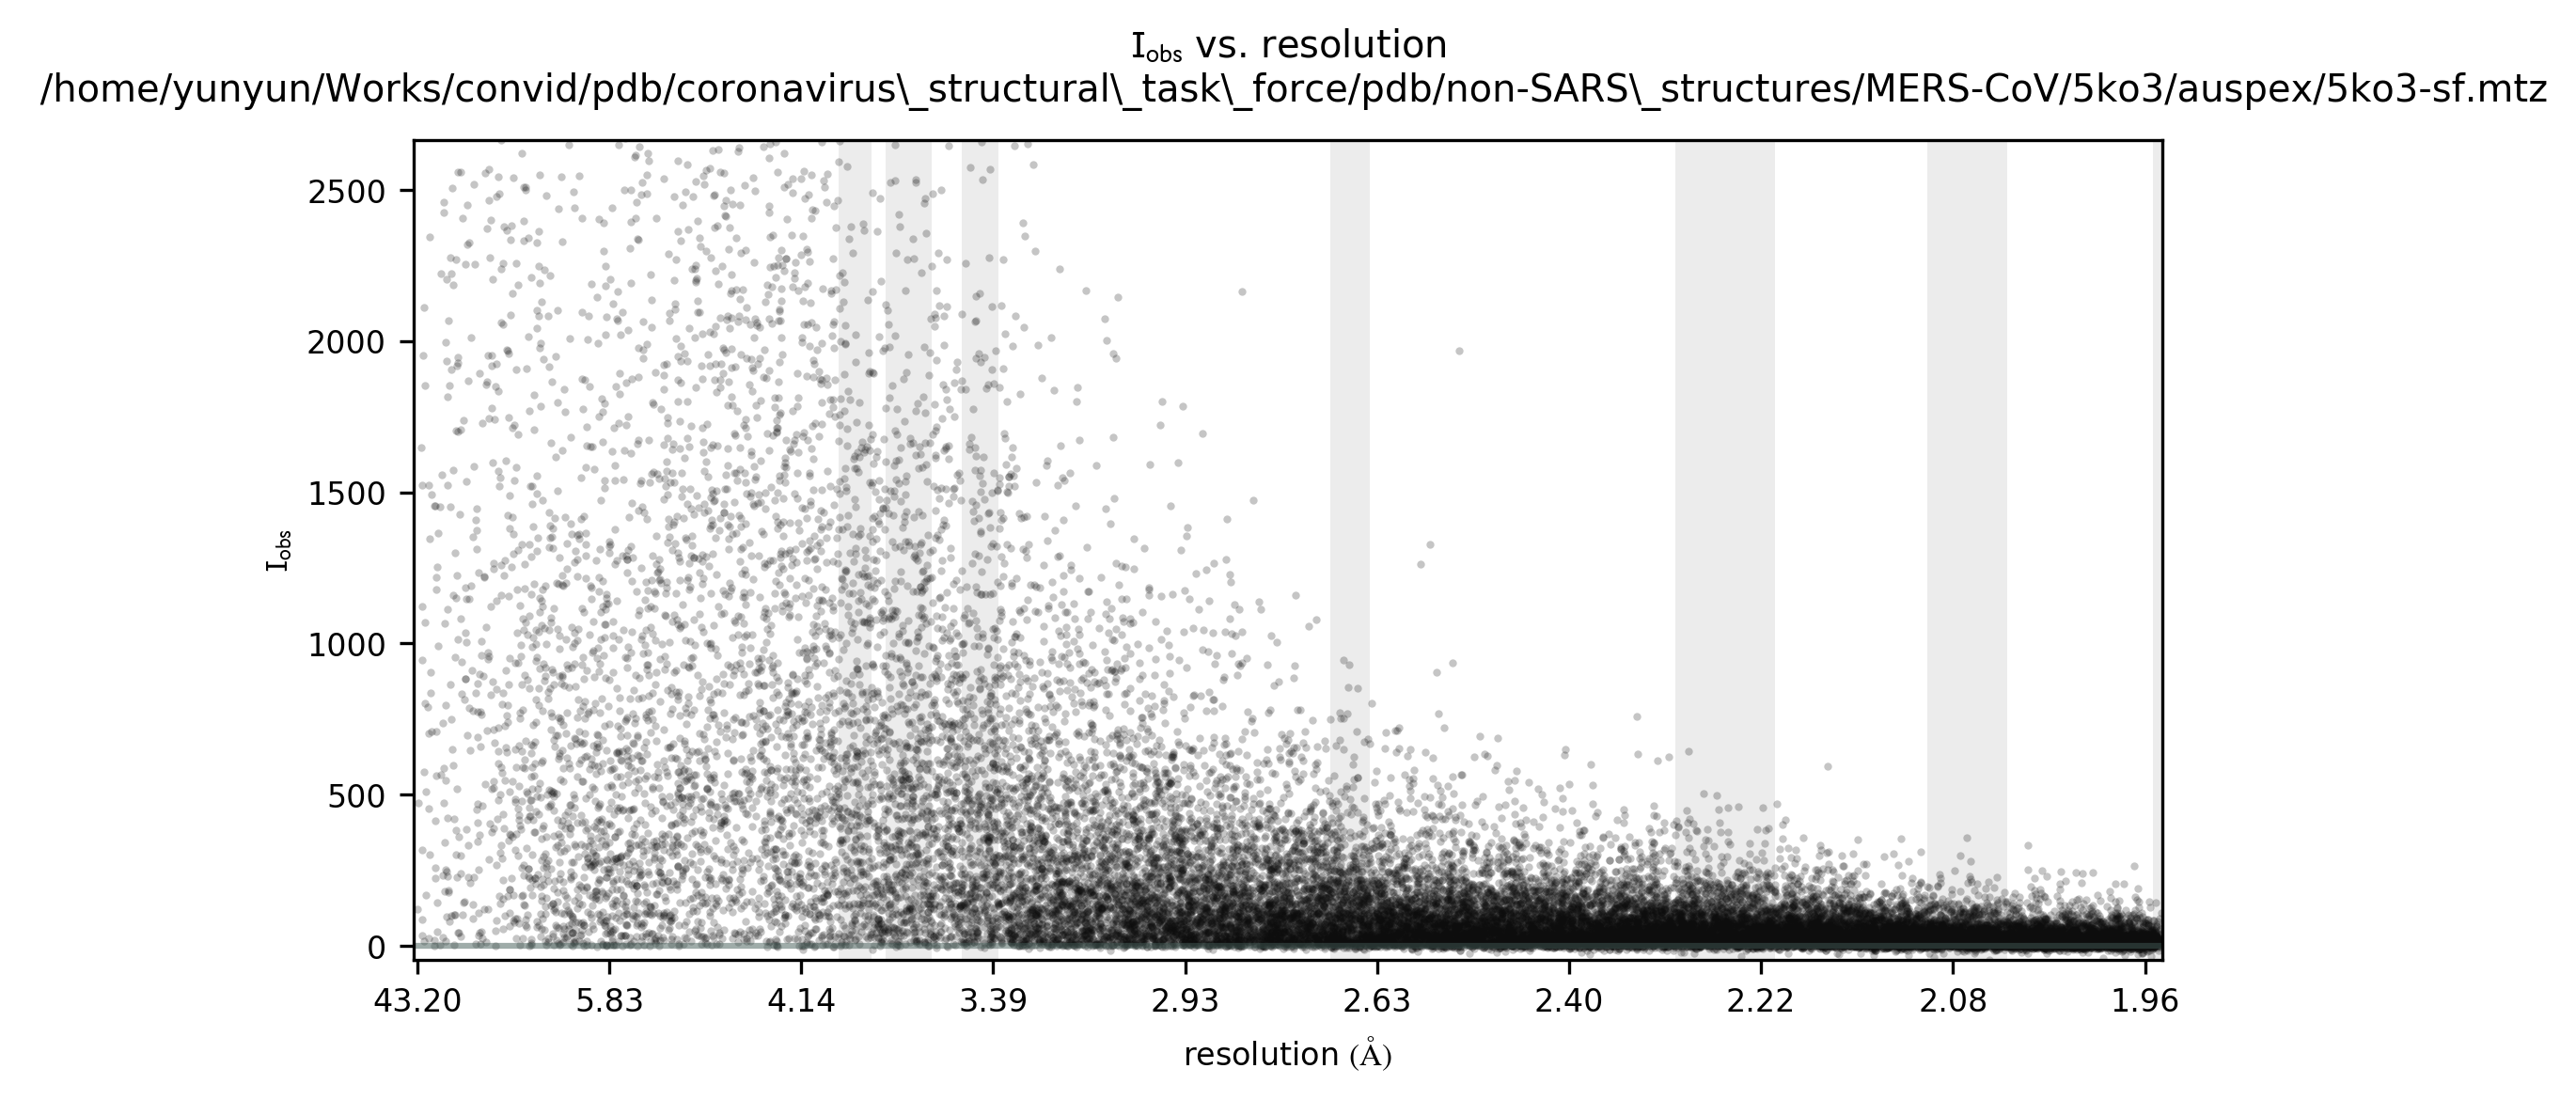 I_obs vs. resolution
/home/yunyun/Works/convid/pdb/coronavirus\_structural\_task\_force/pdb/non-SARS\_structures/MERS-CoV/5ko3/auspex/5ko3-sf.mtz
2500
2000
1500
1000
500
0
I_obs
43.20 5.83 4.14 3.39 2.93 2.63 2.40 2.22 2.08 1.96
resolution (Å)